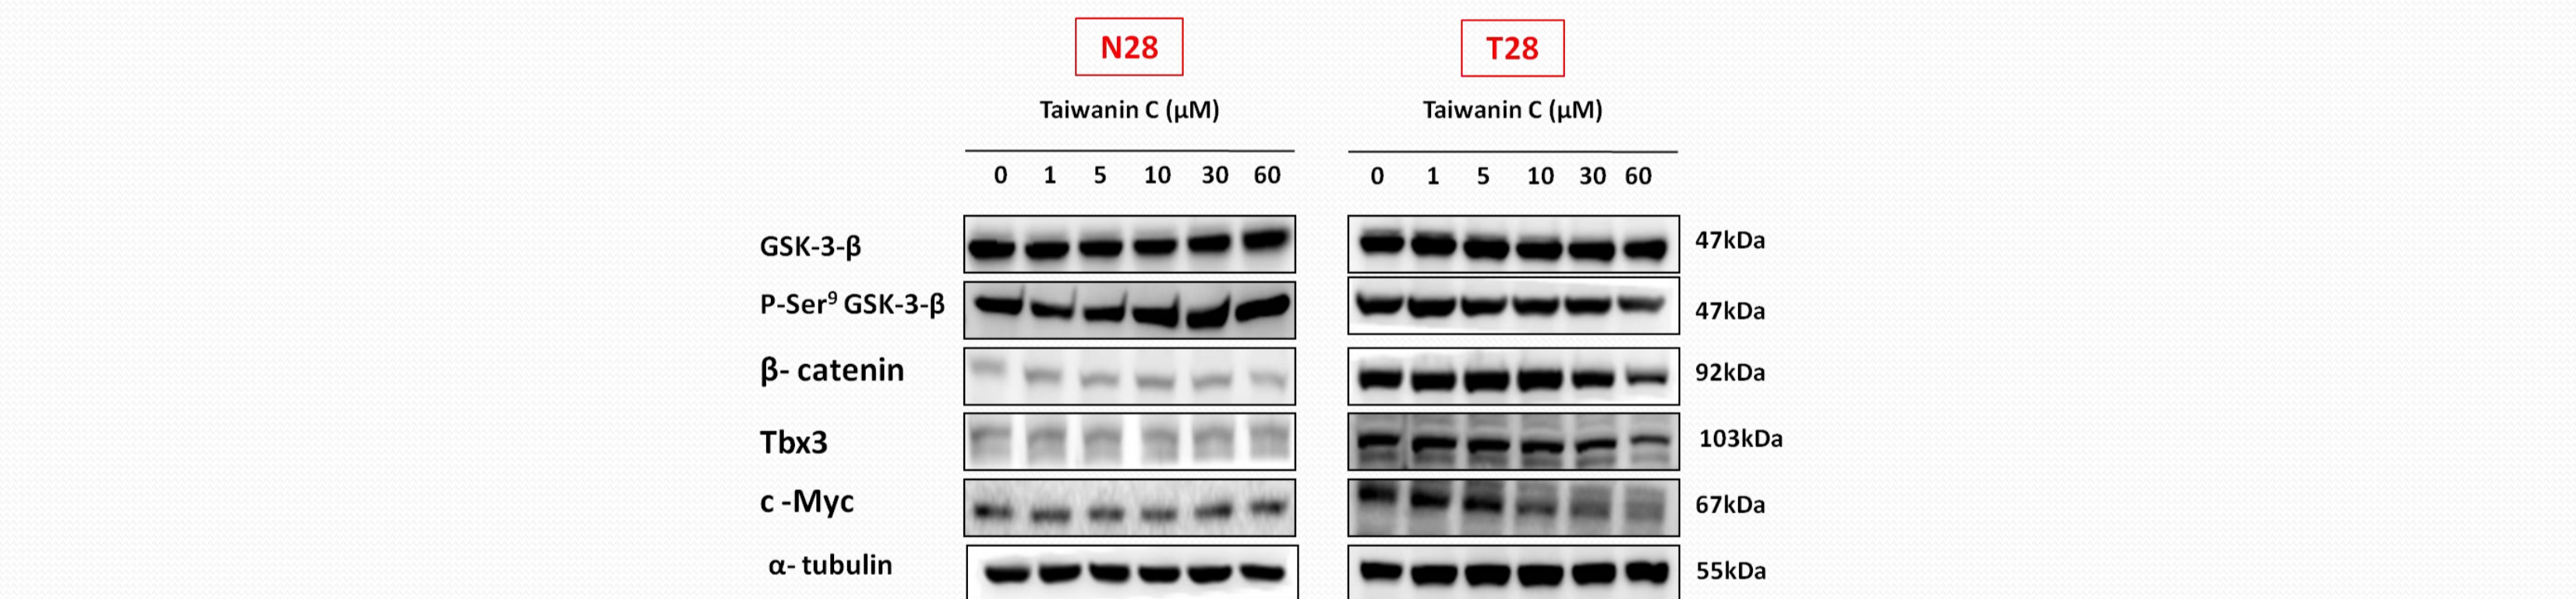 N28 T28
Taiwanin C (μM) Taiwanin C (μM)
0 1 5 10 30 60 0 1 5 10 30 60
GSK-3-β 47kDa
P-Ser⁹ GSK-3-β 47kDa
β- catenin 92kDa
Tbx3 103kDa
c -Myc 67kDa
α- tubulin 55kDa